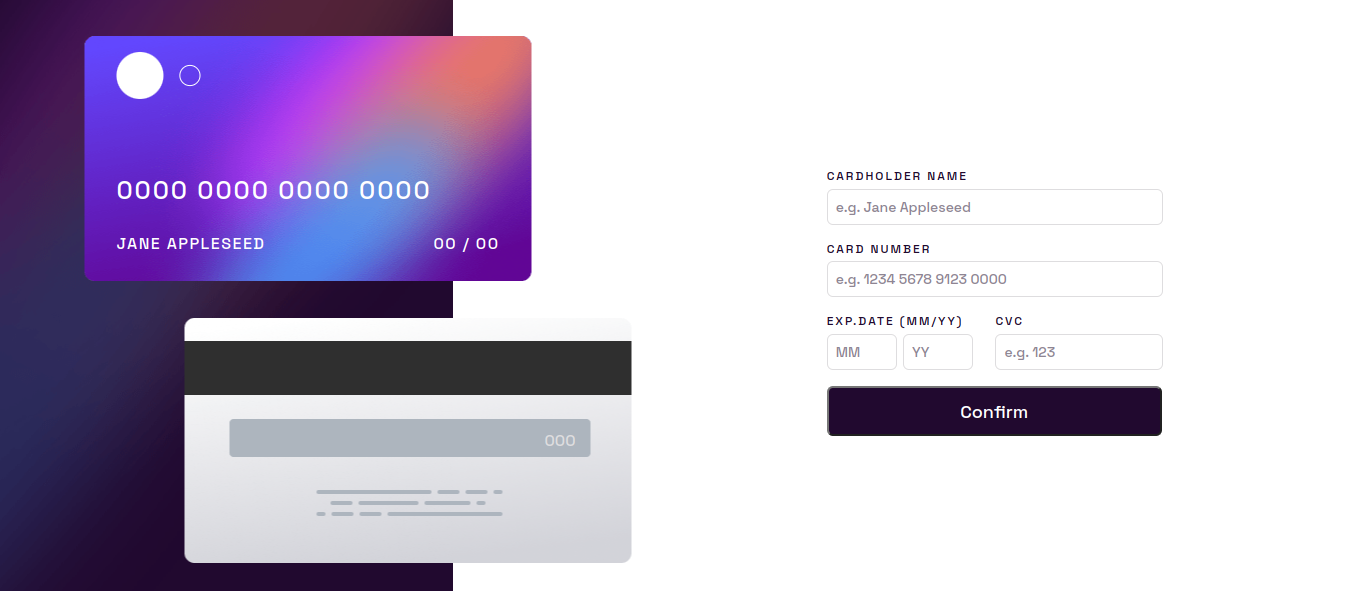 0000 0000 0000 0000
JANE APPLESEED 00 / 00
000
CARDHOLDER NAME
e.g. Jane Appleseed
CARD NUMBER
e.g. 1234 5678 9123 0000
EXP.DATE (MM/YY) CVC
MM YY e.g. 123
Confirm